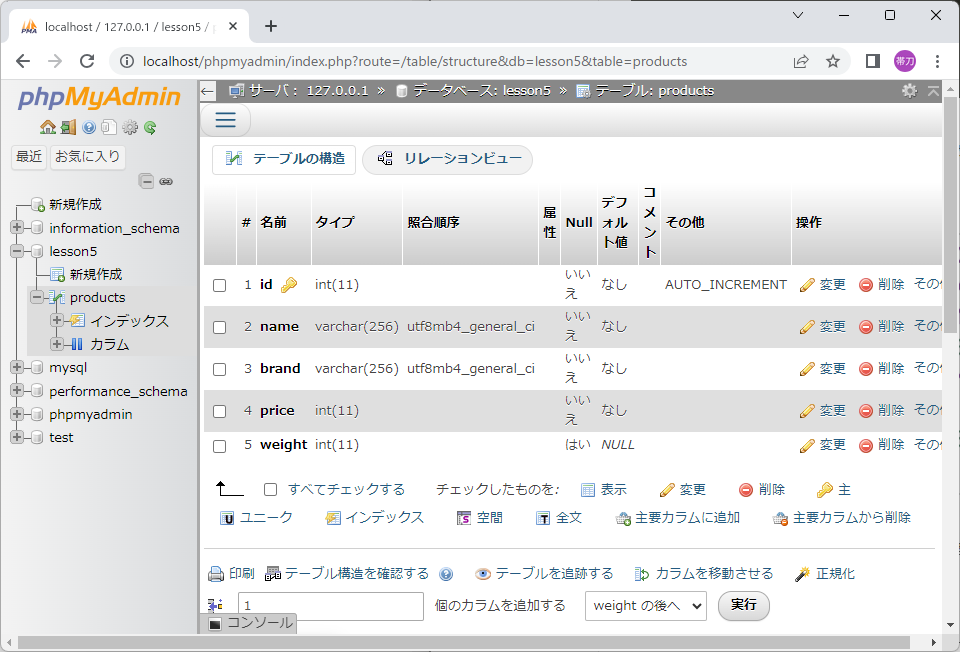 localhost / 127.0.0.1 / lesson5 /
localhost/phpmyadmin/index.php?route=/table/structure&db=lesson5&table=products
帯刀
phpMyAdmin
最近 お気に入り
新規作成
information_schema
lesson5
新規作成
products
インデックス
カラム
mysql
performance_schema
phpmyadmin
test
サーバ: 127.0.0.1 » データベース: lesson5 » テーブル: products
テーブルの構造 リレーションビュー
# 名前 タイプ 照合順序 属性 Null デフォルト値 コメント その他 操作
1 id int(11) いいえ なし AUTO_INCREMENT 変更 削除 その
2 name varchar(256) utf8mb4_general_ci いいえ なし 変更 削除 その
3 brand varchar(256) utf8mb4_general_ci いいえ なし 変更 削除 その
4 price int(11) いいえ なし 変更 削除 その
5 weight int(11) はい NULL 変更 削除 その
すべてチェックする チェックしたものを: 表示 変更 削除 主
ユニーク インデックス 空間 全文 主要カラムに追加 主要カラムから削除
印刷 テーブル構造を確認する テーブルを追跡する カラムを移動させる 正規化
1 個のカラムを追加する weight の後へ 実行
コンソール